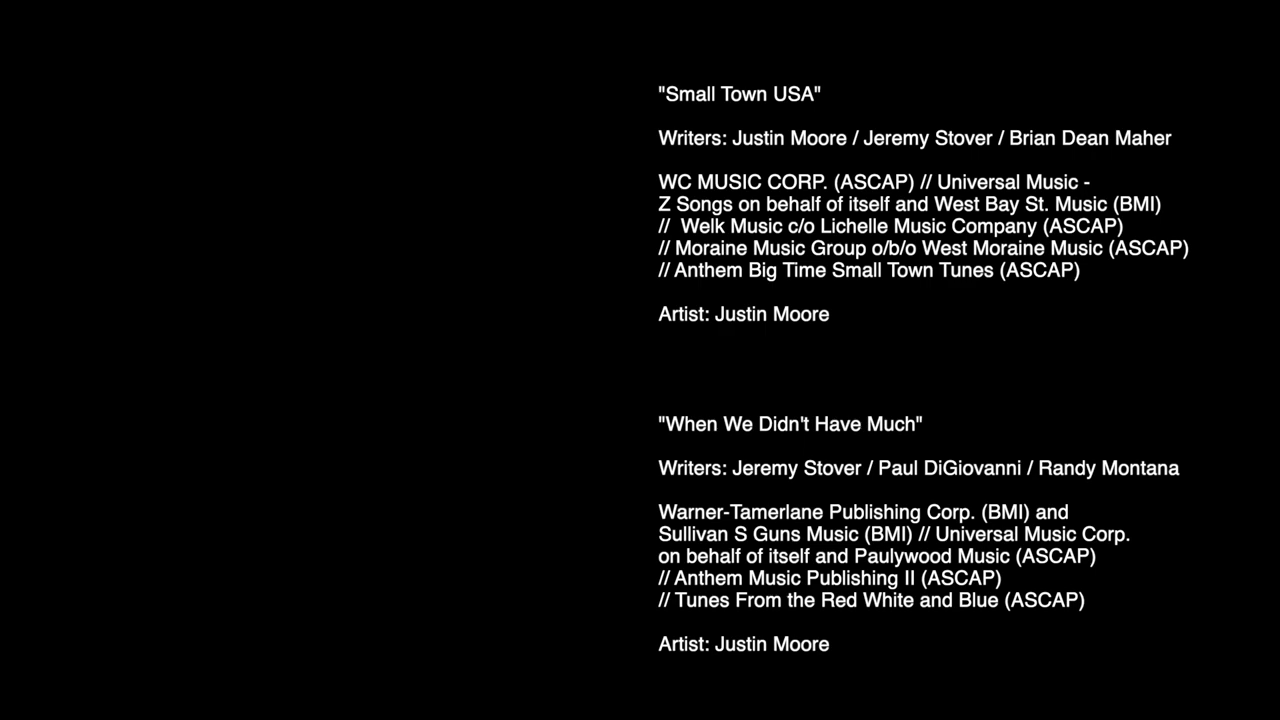 "Small Town USA"
Writers: Justin Moore / Jeremy Stover / Brian Dean Maher
WC MUSIC CORP. (ASCAP) // Universal Music -
Z Songs on behalf of itself and West Bay St. Music (BMI)
//  Welk Music c/o Lichelle Music Company (ASCAP)
// Moraine Music Group o/b/o West Moraine Music (ASCAP)
// Anthem Big Time Small Town Tunes (ASCAP)
Artist: Justin Moore
"When We Didn't Have Much"
Writers: Jeremy Stover / Paul DiGiovanni / Randy Montana
Warner-Tamerlane Publishing Corp. (BMI) and
Sullivan S Guns Music (BMI) // Universal Music Corp.
on behalf of itself and Paulywood Music (ASCAP)
// Anthem Music Publishing II (ASCAP)
// Tunes From the Red White and Blue (ASCAP)
Artist: Justin Moore